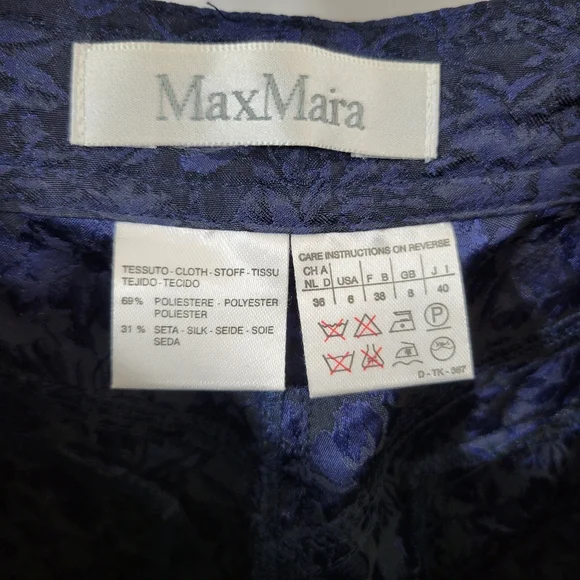 MaxMara
TESSUTO - CLOTH - STOFF - TISSU
TEJIDO - TECIDO
69% POLIESTERE - POLYESTER
POLIESTER
31 % SETA - SILK - SEIDE - SOIE
SEDA
CARE INSTRUCTIONS ON REVERSE
CH A USA F B GB J I
NL D
36 6 38 8 40
P
D - TK - 367